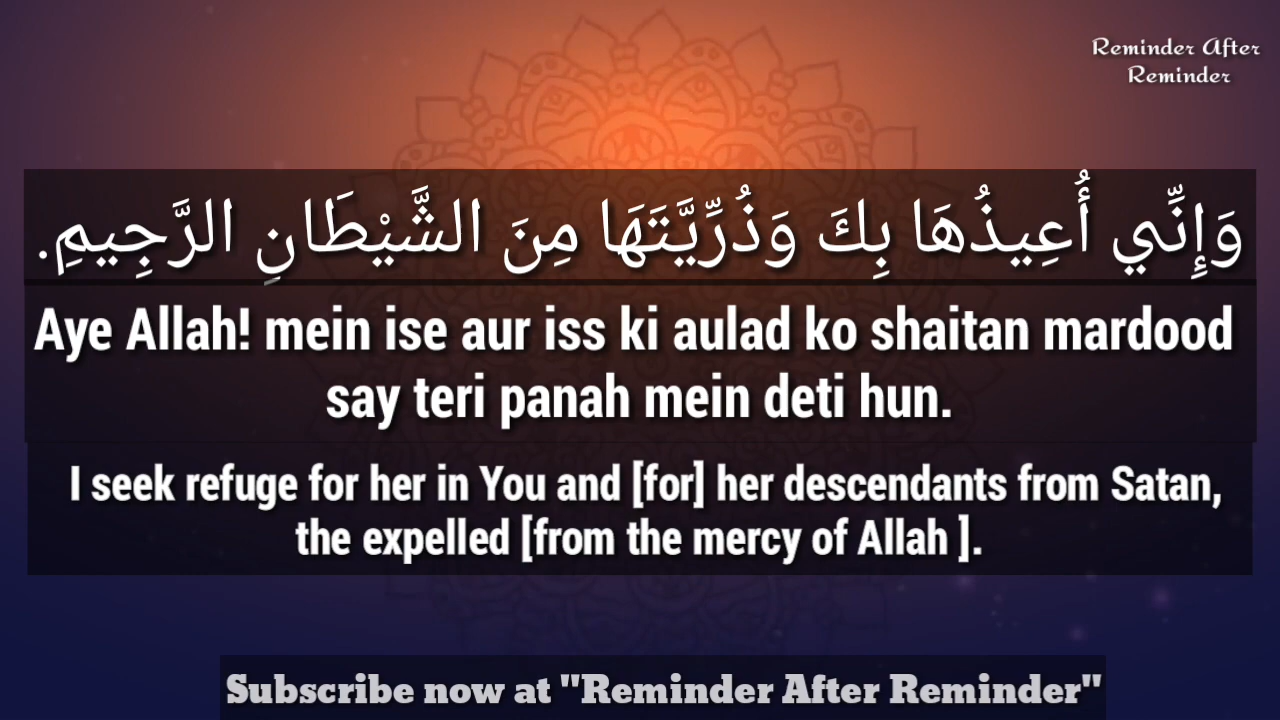 Reminder After
Reminder
وَإِنِّي أُعِيذُهَا بِكَ وَذُرِّيَّتَهَا مِنَ الشَّيْطَانِ الرَّجِيمِ.
Aye Allah! mein ise aur iss ki aulad ko shaitan mardood
say teri panah mein deti hun.
I seek refuge for her in You and [for] her descendants from Satan,
the expelled [from the mercy of Allah ].
Subscribe now at "Reminder After Reminder"